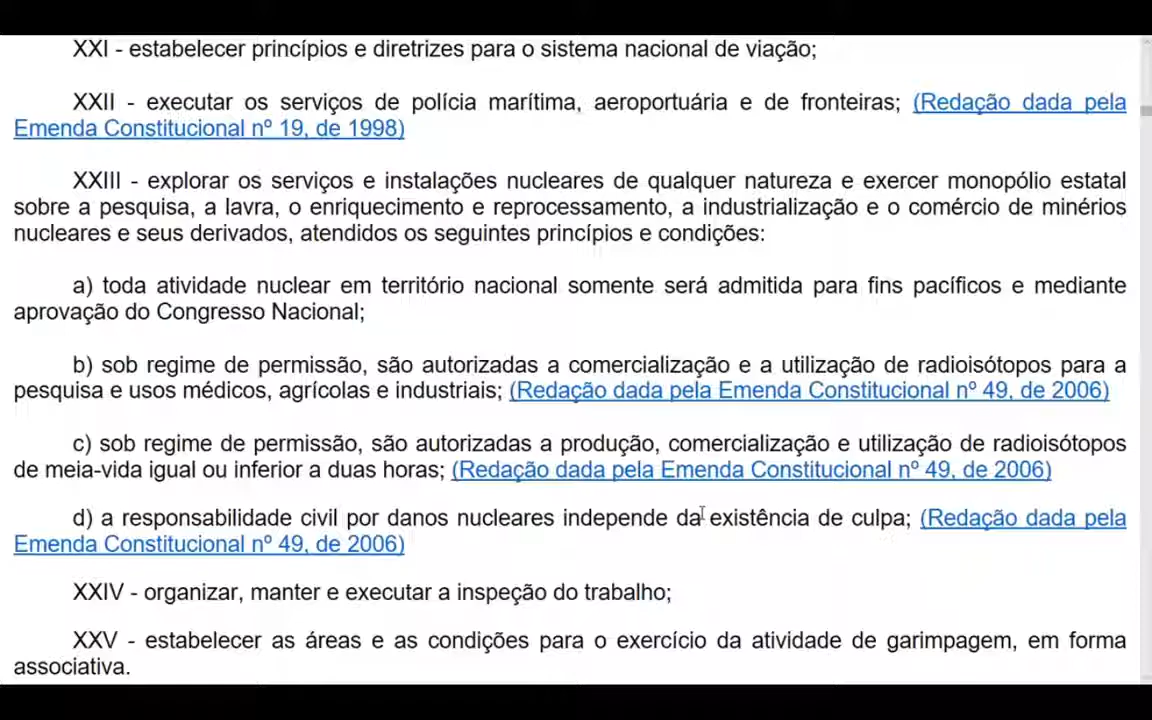 XXI - estabelecer princípios e diretrizes para o sistema nacional de viação;
XXII - executar os serviços de polícia marítima, aeroportuária e de fronteiras; (Redação dada pela
Emenda Constitucional nº 19, de 1998)
XXIII - explorar os serviços e instalações nucleares de qualquer natureza e exercer monopólio estatal
sobre a pesquisa, a lavra, o enriquecimento e reprocessamento, a industrialização e o comércio de minérios
nucleares e seus derivados, atendidos os seguintes princípios e condições:
a) toda atividade nuclear em território nacional somente será admitida para fins pacíficos e mediante
aprovação do Congresso Nacional;
b) sob regime de permissão, são autorizadas a comercialização e a utilização de radioisótopos para a
pesquisa e usos médicos, agrícolas e industriais; (Redação dada pela Emenda Constitucional nº 49, de 2006)
c) sob regime de permissão, são autorizadas a produção, comercialização e utilização de radioisótopos
de meia-vida igual ou inferior a duas horas; (Redação dada pela Emenda Constitucional nº 49, de 2006)
d) a responsabilidade civil por danos nucleares independe da existência de culpa; (Redação dada pela
Emenda Constitucional nº 49, de 2006)
XXIV - organizar, manter e executar a inspeção do trabalho;
XXV - estabelecer as áreas e as condições para o exercício da atividade de garimpagem, em forma
associativa.